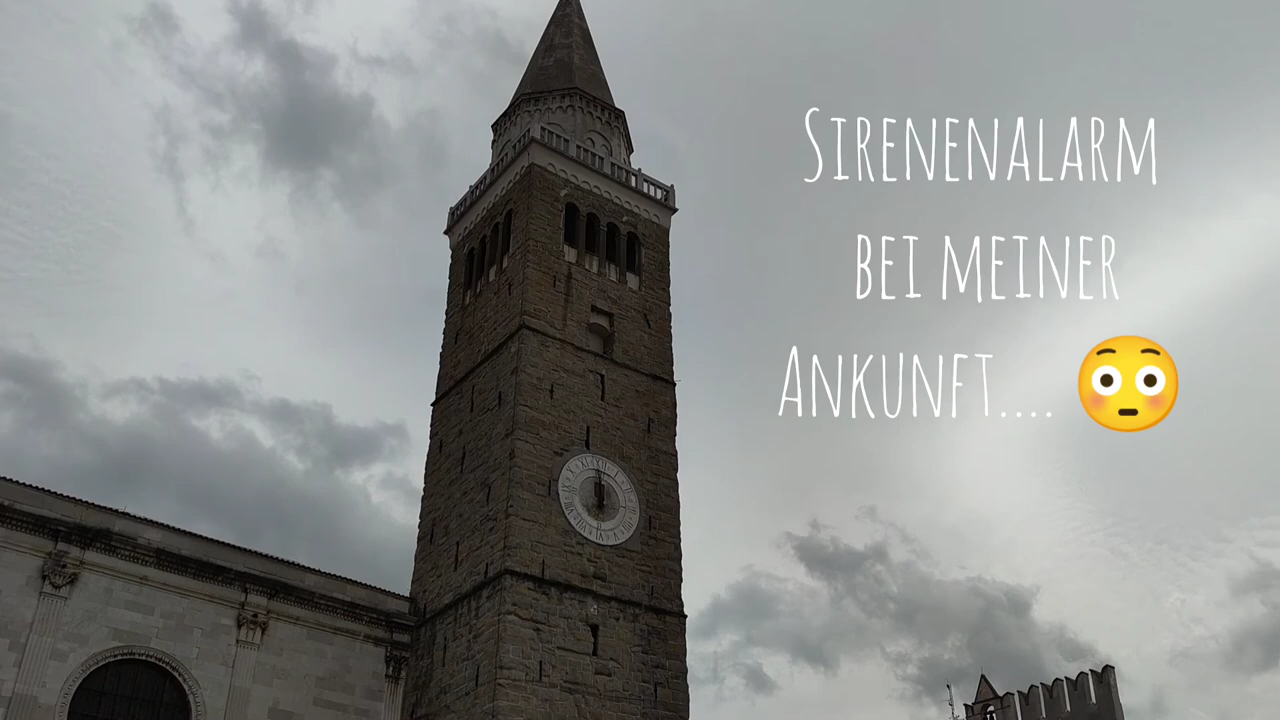 Sirenenalarm
bei meiner
Ankunft.... 😳